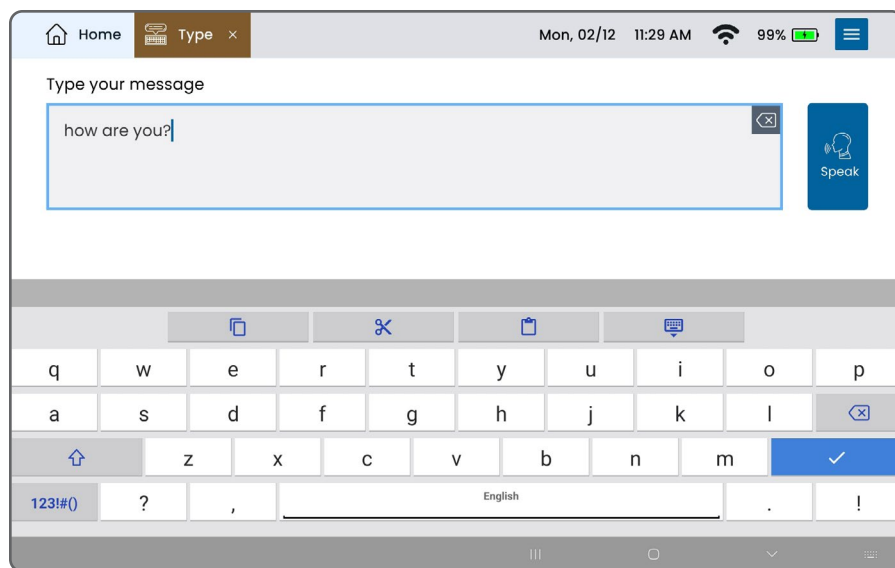 Home Type × Mon, 02/12 11:29 AM 99%
Type your message
how are you?
Speak
q w e r t y u i o p
a s d f g h j k l
z x c v b n m
123!#() ? , English . !